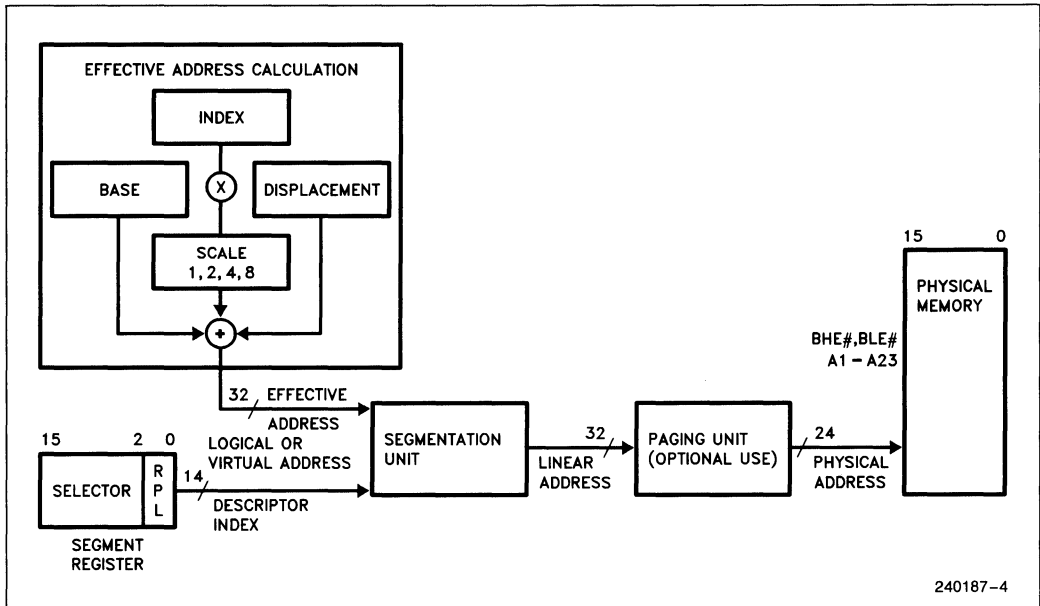 EFFECTIVE ADDRESS CALCULATION
INDEX
BASE
X
DISPLACEMENT
SCALE
1, 2, 4, 8
+
15 0
PHYSICAL
MEMORY
BHE#,BLE#
A1 – A23
32 EFFECTIVE
ADDRESS
LOGICAL OR
VIRTUAL ADDRESS
SEGMENTATION
UNIT
32
LINEAR
ADDRESS
PAGING UNIT
(OPTIONAL USE)
24
PHYSICAL
ADDRESS
15 2 0
SELECTOR
R
P
L
14
DESCRIPTOR
INDEX
SEGMENT
REGISTER
240187–4